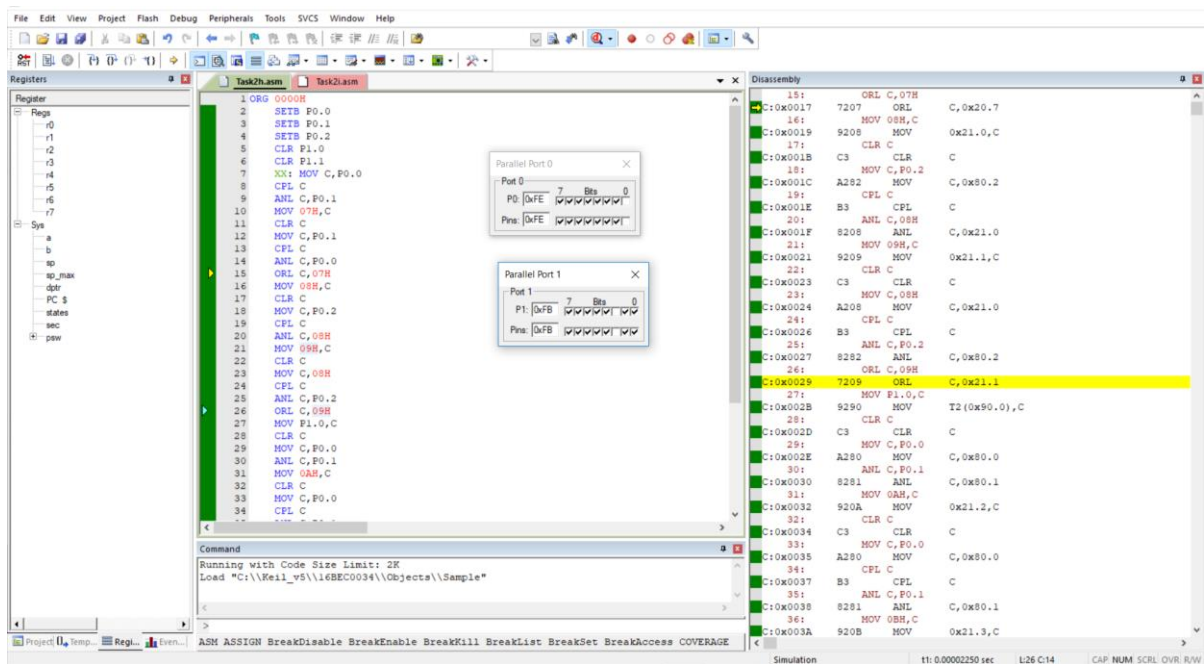 File Edit View Project Flash Debug Peripherals Tools SVCS Window Help
Registers
Register
Regs
r0
r1
r2
r3
r4
r5
r6
r7
Sys
a
b
sp
sp_max
dptr
PC $
states
sec
psw
Project Temp... Regi... Even...
Task2h.asm Task2i.asm
1 ORG 0000H
2 SETB P0.0
3 SETB P0.1
4 SETB P0.2
5 CLR P1.0
6 CLR P1.1
7 XX: MOV C,P0.0
8 CPL C
9 ANL C,P0.1
10 MOV 07H,C
11 CLR C
12 MOV C,P0.1
13 CPL C
14 ANL C,P0.0
15 ORL C,07H
16 MOV 08H,C
17 CLR C
18 MOV C,P0.2
19 CPL C
20 ANL C,08H
21 MOV 09H,C
22 CLR C
23 MOV C,08H
24 CPL C
25 ANL C,P0.2
26 ORL C,09H
27 MOV P1.0,C
28 CLR C
29 MOV C,P0.0
30 ANL C,P0.1
31 MOV 0AH,C
32 CLR C
33 MOV C,P0.0
34 CPL C
Parallel Port 0
Port 0
7 Bits 0
P0: 0xFE
Pins: 0xFE
Parallel Port 1
Port 1
7 Bits 0
P1: 0xFB
Pins: 0xFB
Command
Running with Code Size Limit: 2K
Load "C:\\Keil_v5\\16BEC0034\\Objects\\Sample"
>
ASM ASSIGN BreakDisable BreakEnable BreakKill BreakList BreakSet BreakAccess COVERAGE
Disassembly
15: ORL C,07H
C:0x0017 7207 ORL C,0x20.7
16: MOV 08H,C
C:0x0019 9208 MOV 0x21.0,C
17: CLR C
C:0x001B C3 CLR C
18: MOV C,P0.2
C:0x001C A282 MOV C,0x80.2
19: CPL C
C:0x001E B3 CPL C
20: ANL C,08H
C:0x001F 8208 ANL C,0x21.0
21: MOV 09H,C
C:0x0021 9209 MOV 0x21.1,C
22: CLR C
C:0x0023 C3 CLR C
23: MOV C,08H
C:0x0024 A208 MOV C,0x21.0
24: CPL C
C:0x0026 B3 CPL C
25: ANL C,P0.2
C:0x0027 8282 ANL C,0x80.2
26: ORL C,09H
C:0x0029 7209 ORL C,0x21.1
27: MOV P1.0,C
C:0x002B 9290 MOV T2(0x90.0),C
28: CLR C
C:0x002D C3 CLR C
29: MOV C,P0.0
C:0x002E A280 MOV C,0x80.0
30: ANL C,P0.1
C:0x0030 8281 ANL C,0x80.1
31: MOV 0AH,C
C:0x0032 920A MOV 0x21.2,C
32: CLR C
C:0x0034 C3 CLR C
33: MOV C,P0.0
C:0x0035 A280 MOV C,0x80.0
34: CPL C
C:0x0037 B3 CPL C
35: ANL C,P0.1
C:0x0038 8281 ANL C,0x80.1
36: MOV 0BH,C
C:0x003A 920B MOV 0x21.3,C
Simulation t1: 0.00002250 sec L:26 C:14 CAP NUM SCRL OVR R/W